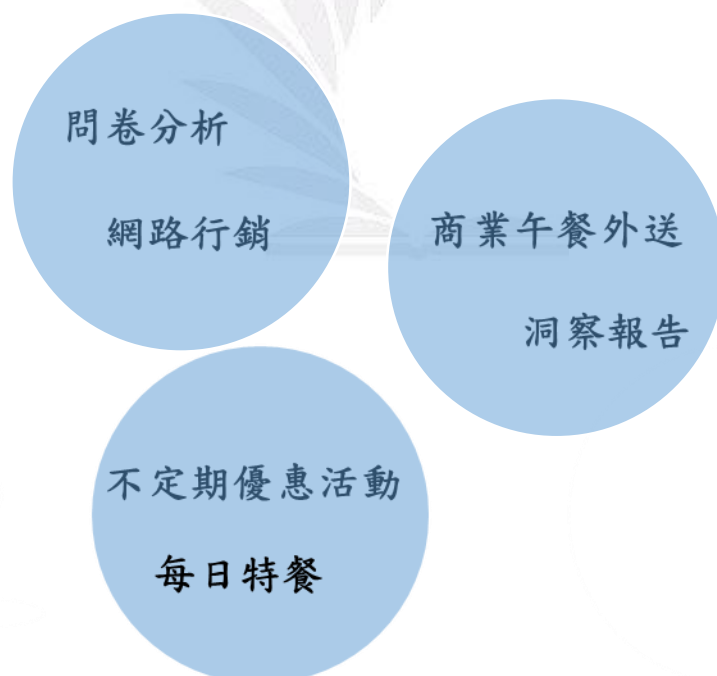 問卷分析
網路行銷
商業午餐外送
洞察報告
不定期優惠活動
每日特餐